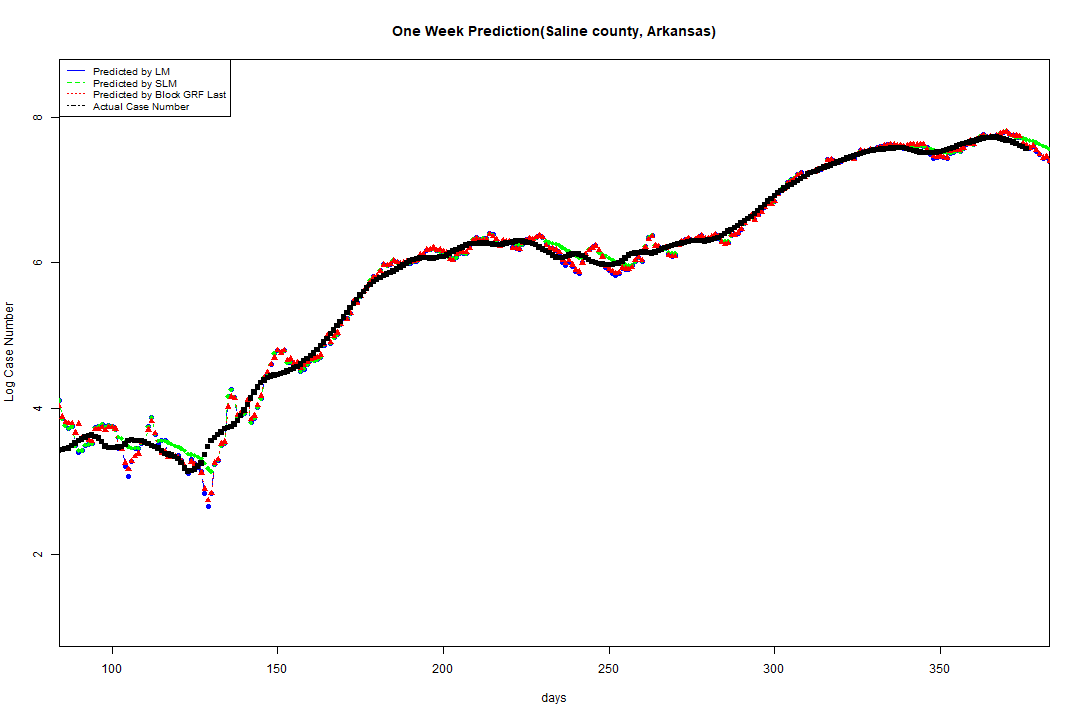 One Week Prediction(Saline county, Arkansas)
Predicted by LM
Predicted by SLM
Predicted by Block GRF Last
Actual Case Number
8
6
4
2
Log Case Number
100 150 200 250 300 350
days